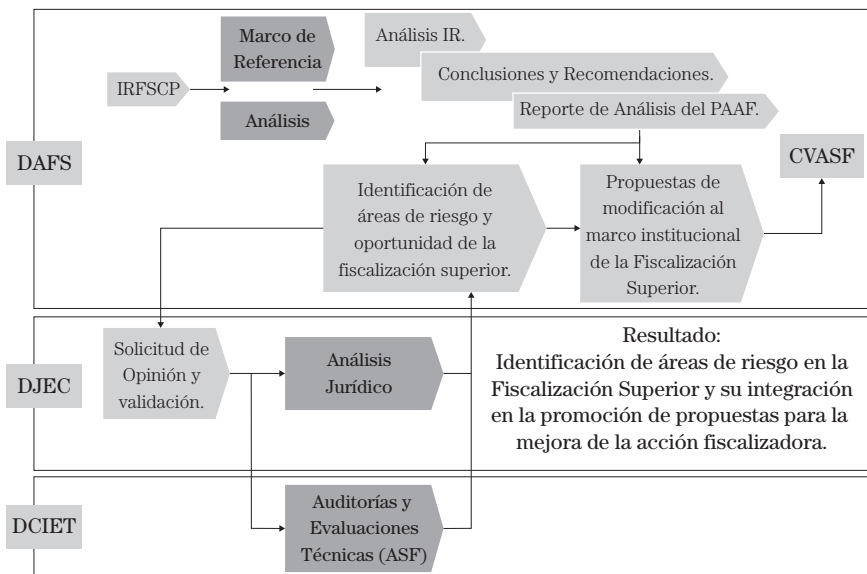 Marco de
Referencia
Análisis IR.
Conclusiones y Recomendaciones.
IRFSCP
Análisis
Reporte de Análisis del PAAF.
DAFS
CVASF
Identificación de
áreas de riesgo y
oportunidad de la
fiscalización superior.
Propuestas de
modificación al
marco institucional
de la Fiscalización
Superior.
DJEC
Solicitud de
Opinión y
validación.
Análisis
Jurídico
Resultado:
Identificación de áreas de riesgo en la
Fiscalización Superior y su integración
en la promoción de propuestas para la
mejora de la acción fiscalizadora.
DCIET
Auditorías y
Evaluaciones
Técnicas (ASF)